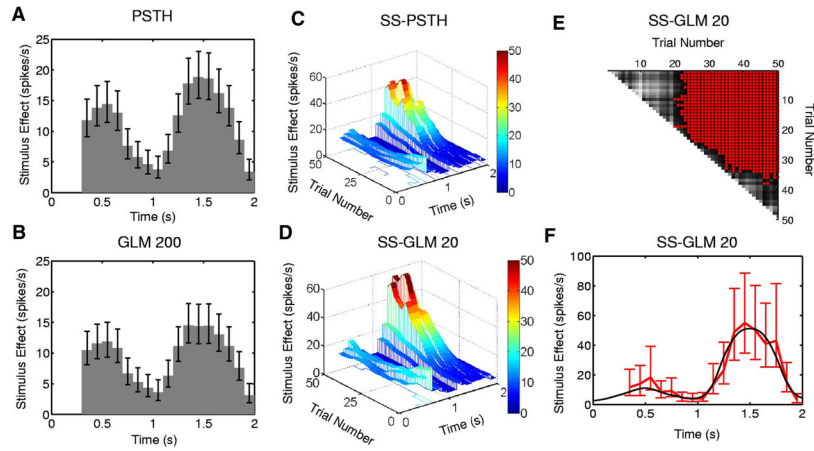 A
PSTH
Stimulus Effect (spikes/s)
25
20
15
10
5
0
0
0.5
1.0
1.5
2
Time (s)
B
GLM 200
Stimulus Effect (spikes/s)
25
20
15
10
5
0
0
0.5
1.0
1.5
2
Time (s)
C
SS-PSTH
Stimulus Effect (spikes/s)
60
40
20
0
50
25
0
Trial Number
0
1
2
Time (s)
50
40
30
20
10
0
D
SS-GLM 20
Stimulus Effect (spikes/s)
60
40
20
0
50
25
0
Trial Number
0
1
2
Time (s)
50
40
30
20
10
0
E
SS-GLM 20
Trial Number
10 20 30 40 50
10
20
30
40
50
Trial Number
F
SS-GLM 20
Stimulus Effect (spikes/s)
100
80
60
40
20
0
0
0.5
1.0
1.5
2
Time (s)